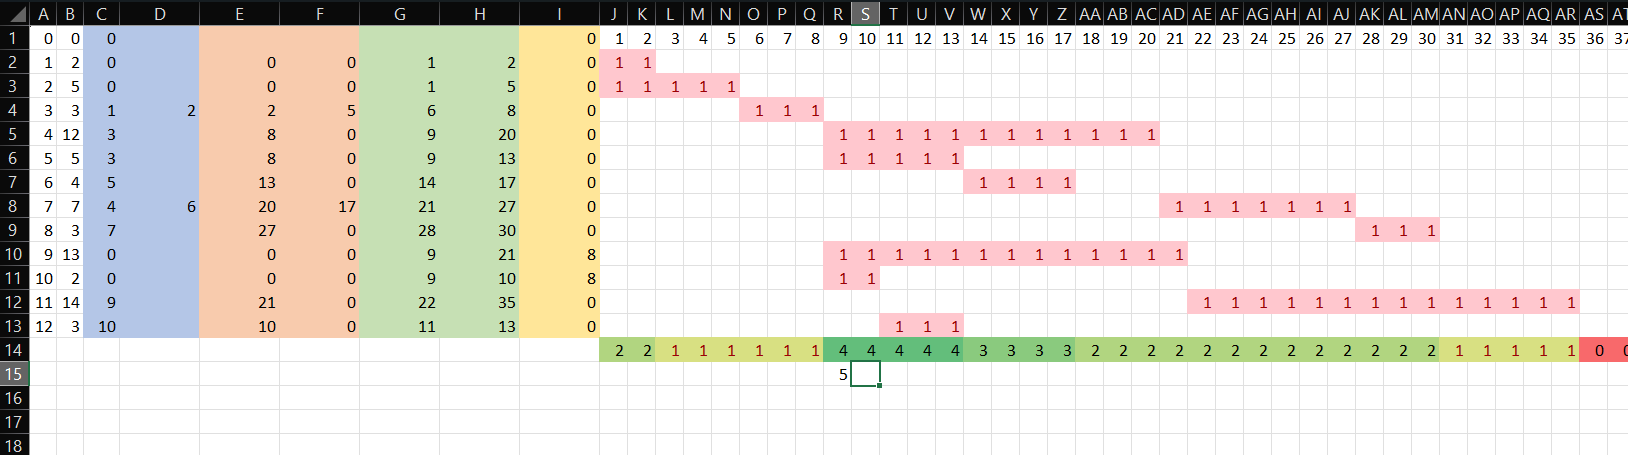 A B C D E F G H I J K L M N O P Q R S T U V W X Y Z AA AB AC AD AE AF AG AH AI AJ AK AL AM AN AO AP AQ AR AS AT
1 0 0 0 0 1 2 3 4 5 6 7 8 9 10 11 12 13 14 15 16 17 18 19 20 21 22 23 24 25 26 27 28 29 30 31 32 33 34 35 36 37
2 1 2 0 0 0 1 2 0 1 1
3 2 5 0 0 0 1 5 0 1 1 1 1 1
4 3 3 1 2 2 5 6 8 0 1 1 1
5 4 12 3 8 0 9 20 0 1 1 1 1 1 1 1 1 1 1 1 1
6 5 5 3 8 0 9 13 0 1 1 1 1 1
7 6 4 5 13 0 14 17 0 1 1 1 1
8 7 7 4 6 20 17 21 27 0 1 1 1 1 1 1 1
9 8 3 7 27 0 28 30 0 1 1 1
10 9 13 0 0 0 9 21 8 1 1 1 1 1 1 1 1 1 1 1 1 1
11 10 2 0 0 0 9 10 8 1 1
12 11 14 9 21 0 22 35 0 1 1 1 1 1 1 1 1 1 1 1 1 1 1
13 12 3 10 10 0 11 13 0 1 1 1
14 2 2 1 1 1 1 1 1 4 4 4 4 4 3 3 3 3 2 2 2 2 2 2 2 2 2 2 2 2 2 1 1 1 1 1 0 0
15 5
16
17
18